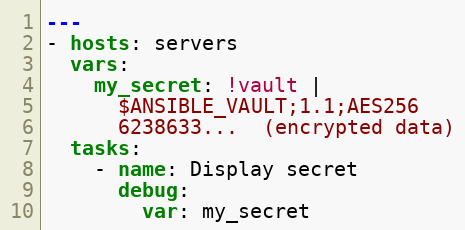 1 ---
2 - hosts: servers
3   vars:
4     my_secret: !vault |
5       $ANSIBLE_VAULT;1.1;AES256
6       6238633...  (encrypted data)
7   tasks:
8     - name: Display secret
9       debug:
10         var: my_secret